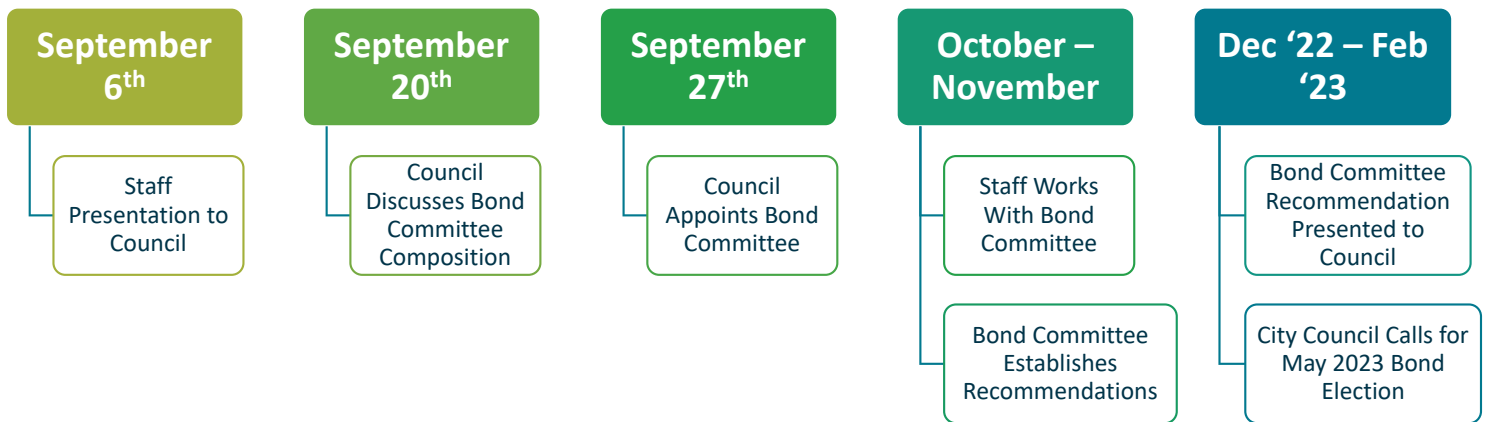 September
6th
Staff
Presentation to
Council
September
20th
Council
Discusses Bond
Committee
Composition
September
27th
Council
Appoints Bond
Committee
October –
November
Staff Works
With Bond
Committee
Bond Committee
Establishes
Recommendations
Dec ‘22 – Feb
‘23
Bond Committee
Recommendation
Presented to
Council
City Council Calls for
May 2023 Bond
Election